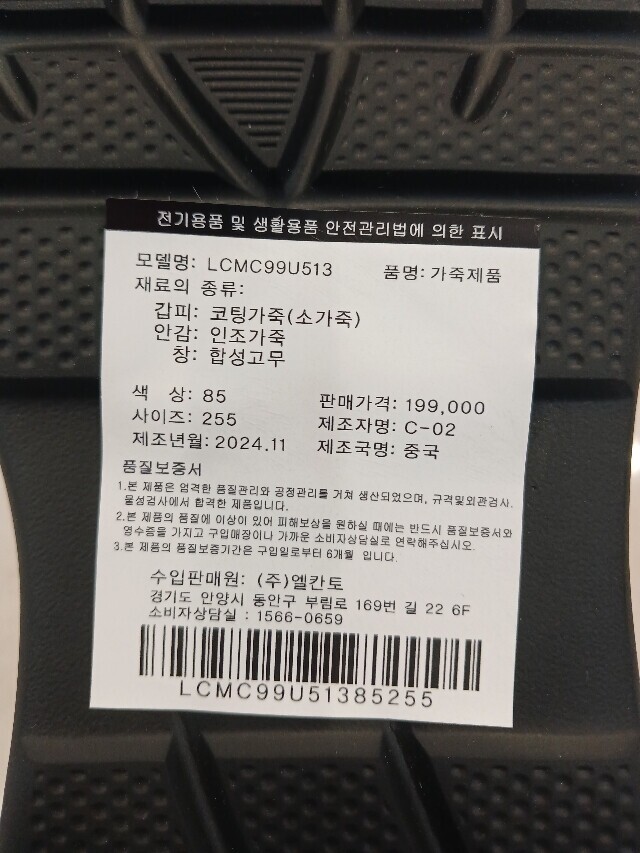 전기용품 및 생활용품 안전관리법에 의한 표시
모델명: LCMC99U513 품명: 가죽제품
재료의 종류:
갑피: 코팅가죽(소가죽)
안감: 인조가죽
창: 합성고무
색 상: 85 판매가격: 199,000
사이즈: 255 제조자명: C-02
제조년월: 2024.11 제조국명: 중국
품질보증서
1.본 제품은 엄격한 품질관리와 공정관리를 거쳐 생산되었으며, 규격및외관검사.
물성검사에서 합격한 제품입니다.
2.본 제품의 품질에 이상이 있어 피해보상을 원하실 때에는 반드시 품질보증서와
영수증을 가지고 구입매장이나 가까운 소비자상담실로 연락해주십시오.
3.본 제품의 품질보증기간은 구입일로부터 6개월 입니다.
수입판매원: (주)엘칸토
경기도 안양시 동안구 부림로 169번 길 22 6F
소비자상담실 : 1566-0659
LCMC99U51385255